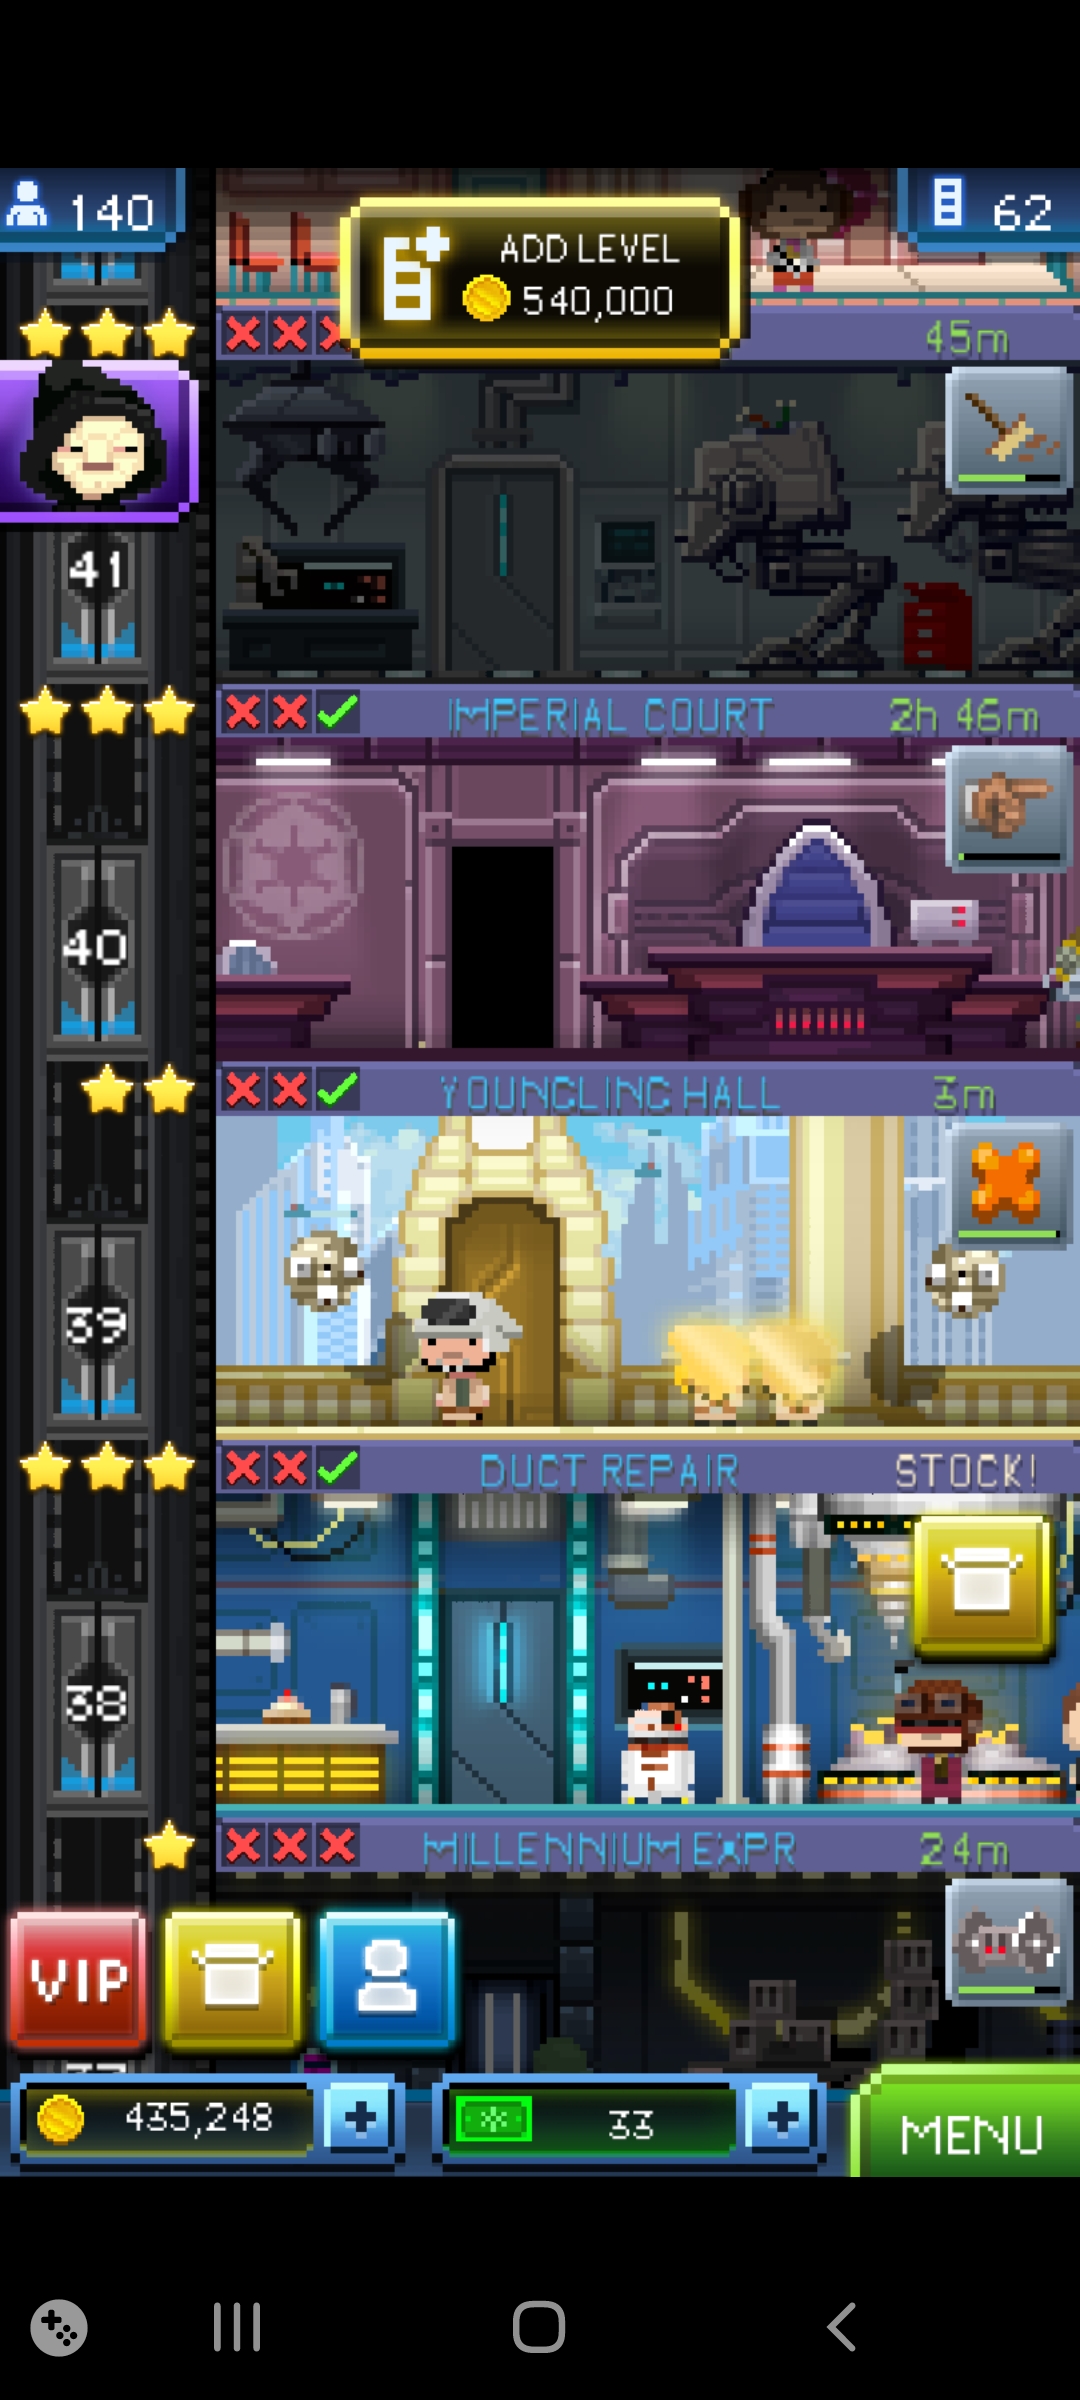 140
ADD LEVEL
540,000
62
45m
41
IMPERIAL COURT
2h 46m
40
YOUNGLING HALL
3m
39
DUCT REPAIR
STOCK!
38
MILLENNIUM EXPR
24m
VIP
435,248
33
MENU